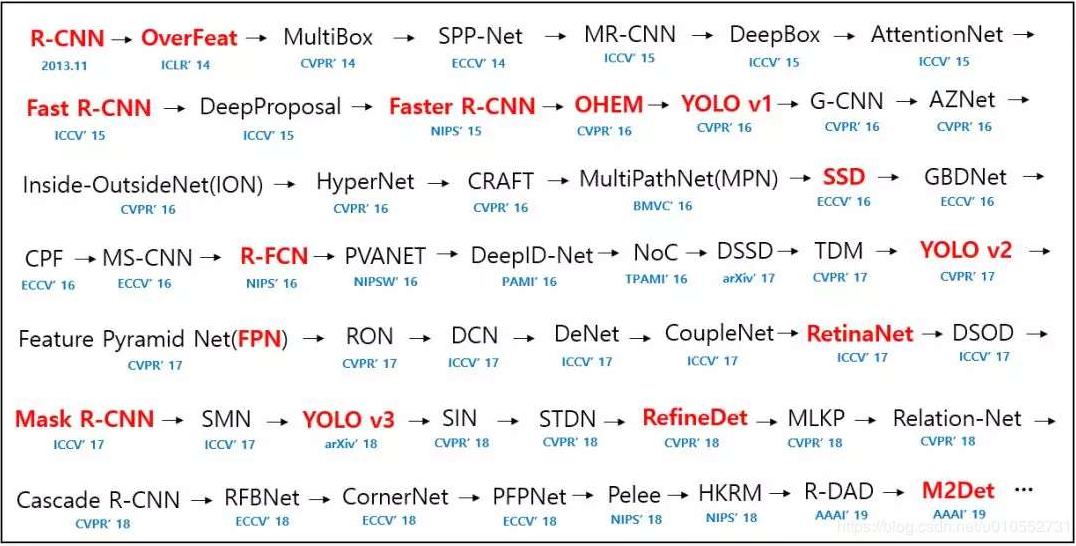 R-CNN → OverFeat → MultiBox → SPP-Net → MR-CNN → DeepBox → AttentionNet →
2013.11 ICLR' 14 CVPR' 14 ECCV' 14 ICCV' 15 ICCV' 15 ICCV' 15
Fast R-CNN → DeepProposal → Faster R-CNN → OHEM → YOLO v1 → G-CNN → AZNet →
ICCV' 15 ICCV' 15 NIPS' 15 CVPR' 16 CVPR' 16 CVPR' 16 CVPR' 16
Inside-OutsideNet(ION) → HyperNet → CRAFT → MultiPathNet(MPN) → SSD → GBDNet →
CVPR' 16 CVPR' 16 CVPR' 16 BMVC' 16 ECCV' 16 ECCV' 16
CPF → MS-CNN → R-FCN → PVANET → DeepID-Net → NoC → DSSD → TDM → YOLO v2 →
ECCV' 16 ECCV' 16 NIPS' 16 NIPSW' 16 PAMI' 16 TPAMI' 16 arXiv' 17 CVPR' 17 CVPR' 17
Feature Pyramid Net(FPN) → RON → DCN → DeNet → CoupleNet → RetinaNet → DSOD →
CVPR' 17 CVPR' 17 ICCV' 17 ICCV' 17 ICCV' 17 ICCV' 17 ICCV' 17
Mask R-CNN → SMN → YOLO v3 → SIN → STDN → RefineDet → MLKP → Relation-Net →
ICCV' 17 ICCV' 17 arXiv' 18 CVPR' 18 CVPR' 18 CVPR' 18 CVPR' 18 CVPR' 18
Cascade R-CNN → RFBNet → CornerNet → PFPNet → Pelee → HKRM → R-DAD → M2Det ···
CVPR' 18 ECCV' 18 ECCV' 18 ECCV' 18 NIPS' 18 NIPS' 18 AAAI' 19 AAAI' 19
https://blog.csdn.net/u010552731